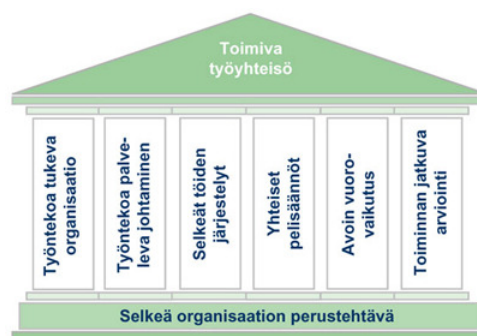 Toimiva
työyhteisö
Työntekoa tukeva
organisaatio
Työntekoa palve-
leva johtaminen
Selkeät töiden
järjestelyt
Yhteiset
pelisäännöt
Avoin vuoro-
vaikutus
Toiminnan jatkuva
arviointi
Selkeä organisaation perustehtävä